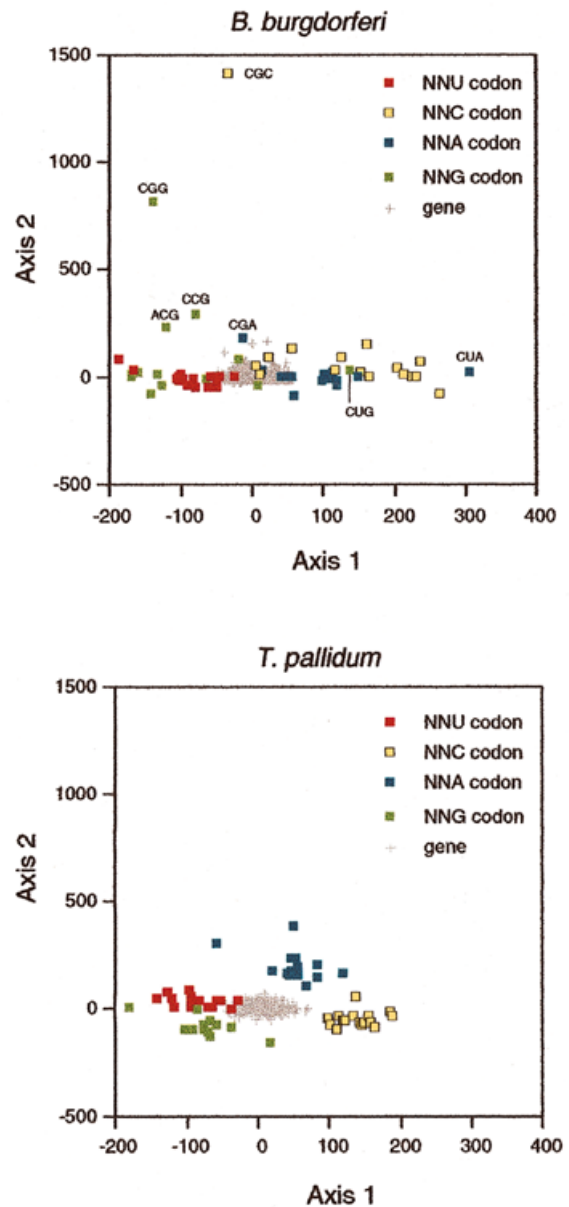 B. burgdorferi
1500
1000
500
0
-500
Axis 2
CGC
CGG
CCG
ACG
CGA
CUA
CUG
NNU codon
NNC codon
NNA codon
NNG codon
gene
-200 -100 0 100 200 300 400
Axis 1
T. pallidum
1500
1000
500
0
-500
Axis 2
NNU codon
NNC codon
NNA codon
NNG codon
gene
-200 -100 0 100 200 300 400
Axis 1